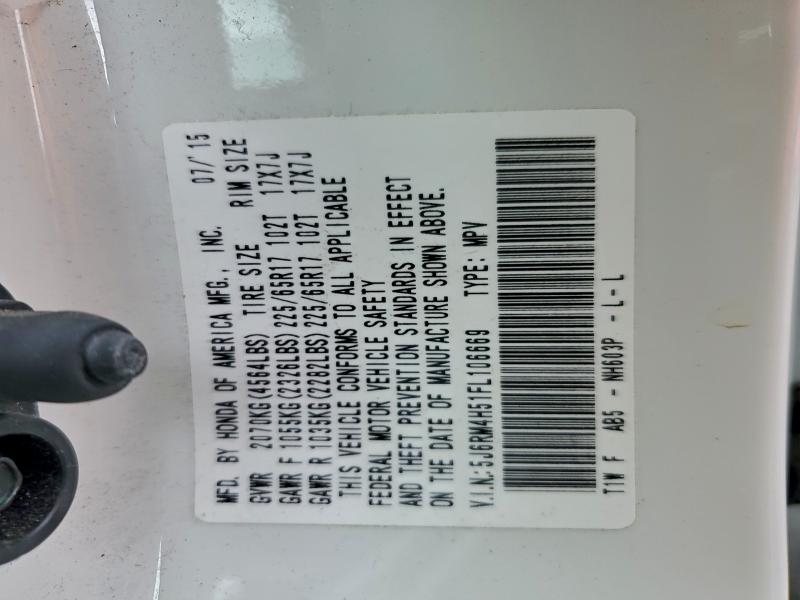 MFD. BY HONDA OF AMERICA MFG., INC. 07/'15
GVWR 2070KG(4564LBS) TIRE SIZE RIM SIZE
GAWR F 1055KG(2326LBS) 225/65R17 102T 17X7J
GAWR R 1035KG(2282LBS) 225/65R17 102T 17X7J
THIS VEHICLE CONFORMS TO ALL APPLICABLE
FEDERAL MOTOR VEHICLE SAFETY
AND THEFT PREVENTION STANDARDS IN EFFECT
ON THE DATE OF MANUFACTURE SHOWN ABOVE.
V.I.N:5J6RM4H51FL106669 TYPE: MPV
T1W F AB5 - NH603P - L- L